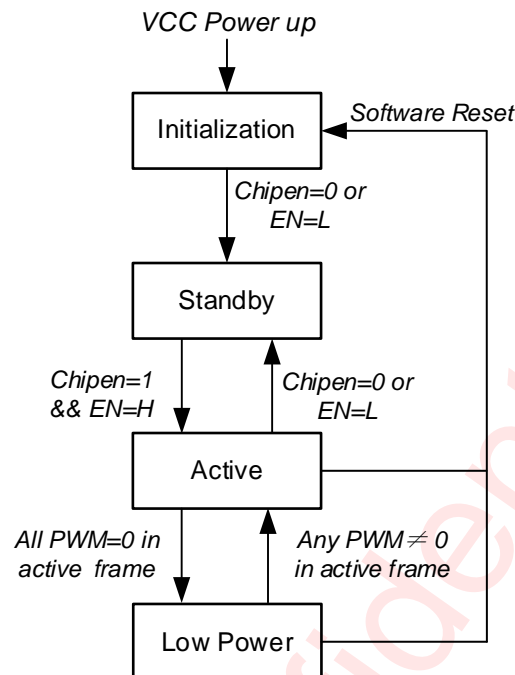 VCC Power up
Software Reset
Initialization
Chipen=0 or
EN=L
Standby
Chipen=1
&& EN=H
Chipen=0 or
EN=L
Active
All PWM=0 in
active frame
Any PWM≠0
in active frame
Low Power